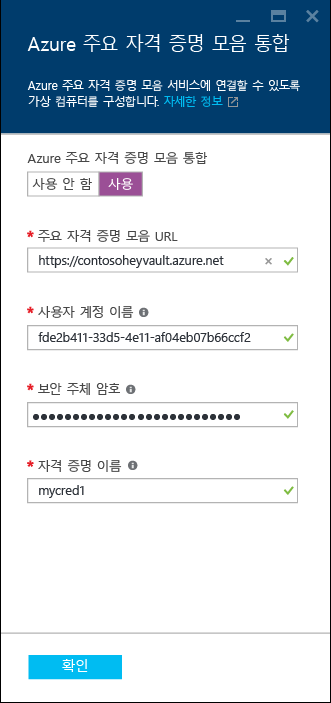 Azure 주요 자격 증명 모음 통합
Azure 주요 자격 증명 모음 서비스에 연결할 수 있도록
가상 컴퓨터를 구성합니다. 자세한 정보
Azure 주요 자격 증명 모음 통합
사용 안 함 사용
* 주요 자격 증명 모음 URL
https://contosoheyvault.azure.net
* 사용자 계정 이름
fde2b411-33d5-4e11-af04eb07b66ccf2
* 보안 주체 암호
●●●●●●●●●●●●●●●●●●●●●●●●●●
* 자격 증명 이름
mycred1
확인